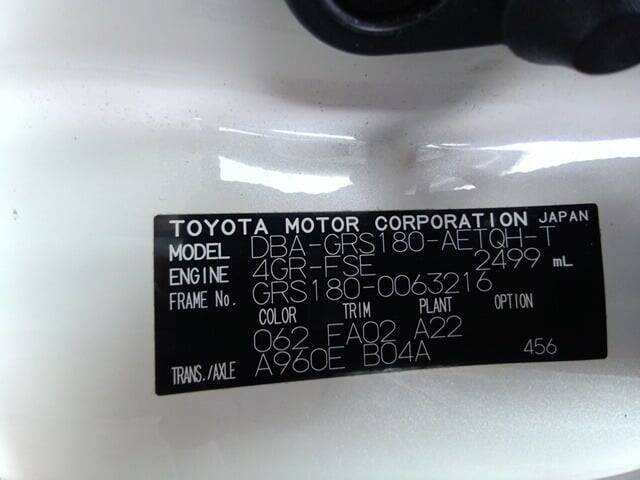 TOYOTA MOTOR CORPORATION JAPAN
MODEL DBA-GRS180-AETQH-T
ENGINE 4GR-FSE 2499 mL
FRAME No. GRS180-0063216
COLOR TRIM PLANT OPTION
062 FA02 A22
TRANS./AXLE A960E B04A 456